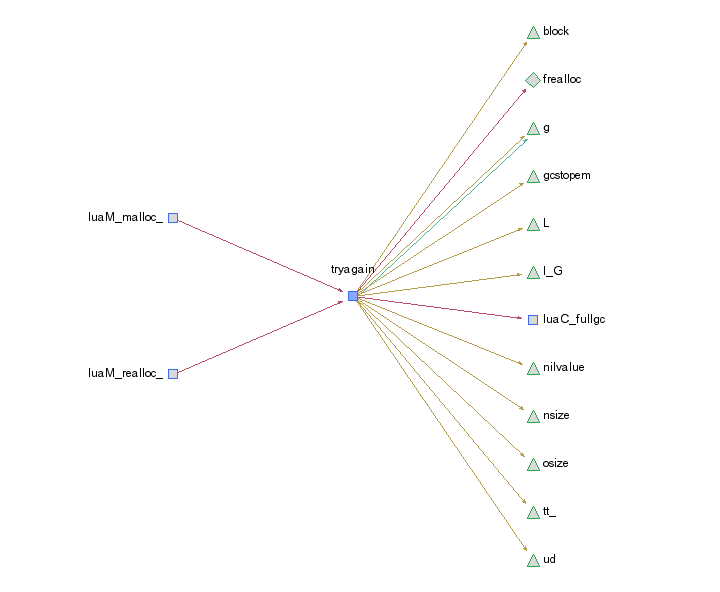 block
frealloc
g
gcstopem
luaM_malloc_
L
tryagain
l_G
luaC_fullgc
nilvalue
luaM_realloc_
nsize
osize
tt_
ud